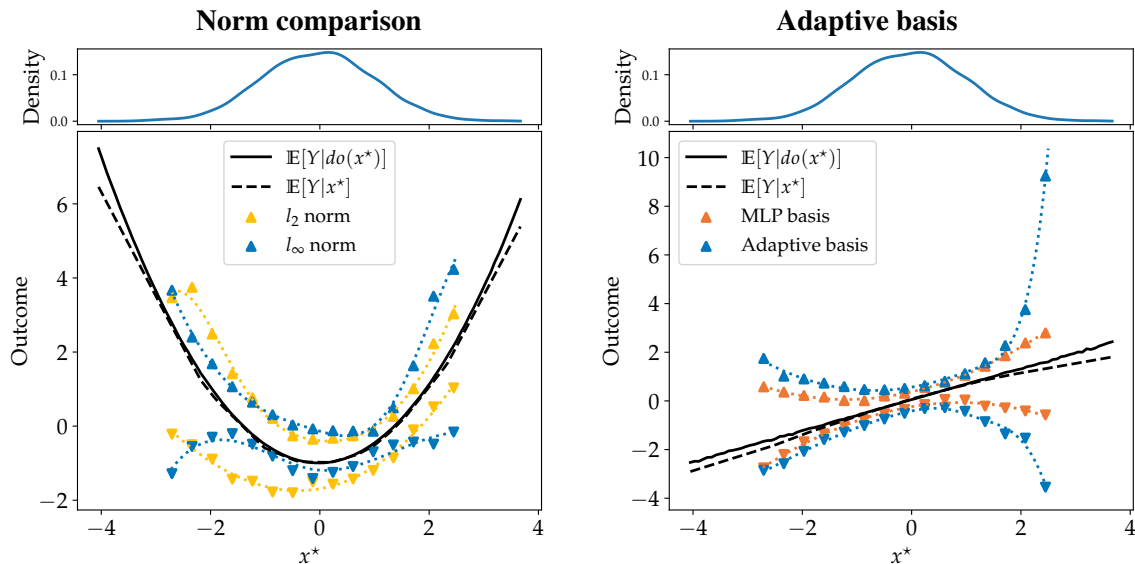 Norm comparison
Density
0.1
0.0
Outcome
6
4
2
0
−2
𝔼[Y|do(x⋆)]
𝔼[Y|x⋆]
l₂ norm
l∞ norm
−4
−2
0
2
4
x⋆
Adaptive basis
Density
0.1
0.0
Outcome
10
8
6
4
2
0
−2
−4
𝔼[Y|do(x⋆)]
𝔼[Y|x⋆]
MLP basis
Adaptive basis
−4
−2
0
2
4
x⋆